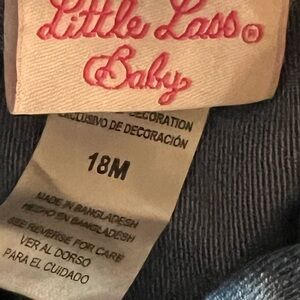 Little Lass ®
Baby
DECORATION
EXCLUSIVO DE DECORACIÓN
18M
MADE IN BANGLADESH
HECHO EN BANGLADESH
SEE REVERSE FOR CARE
VER AL DORSO
PARA EL CUIDADO